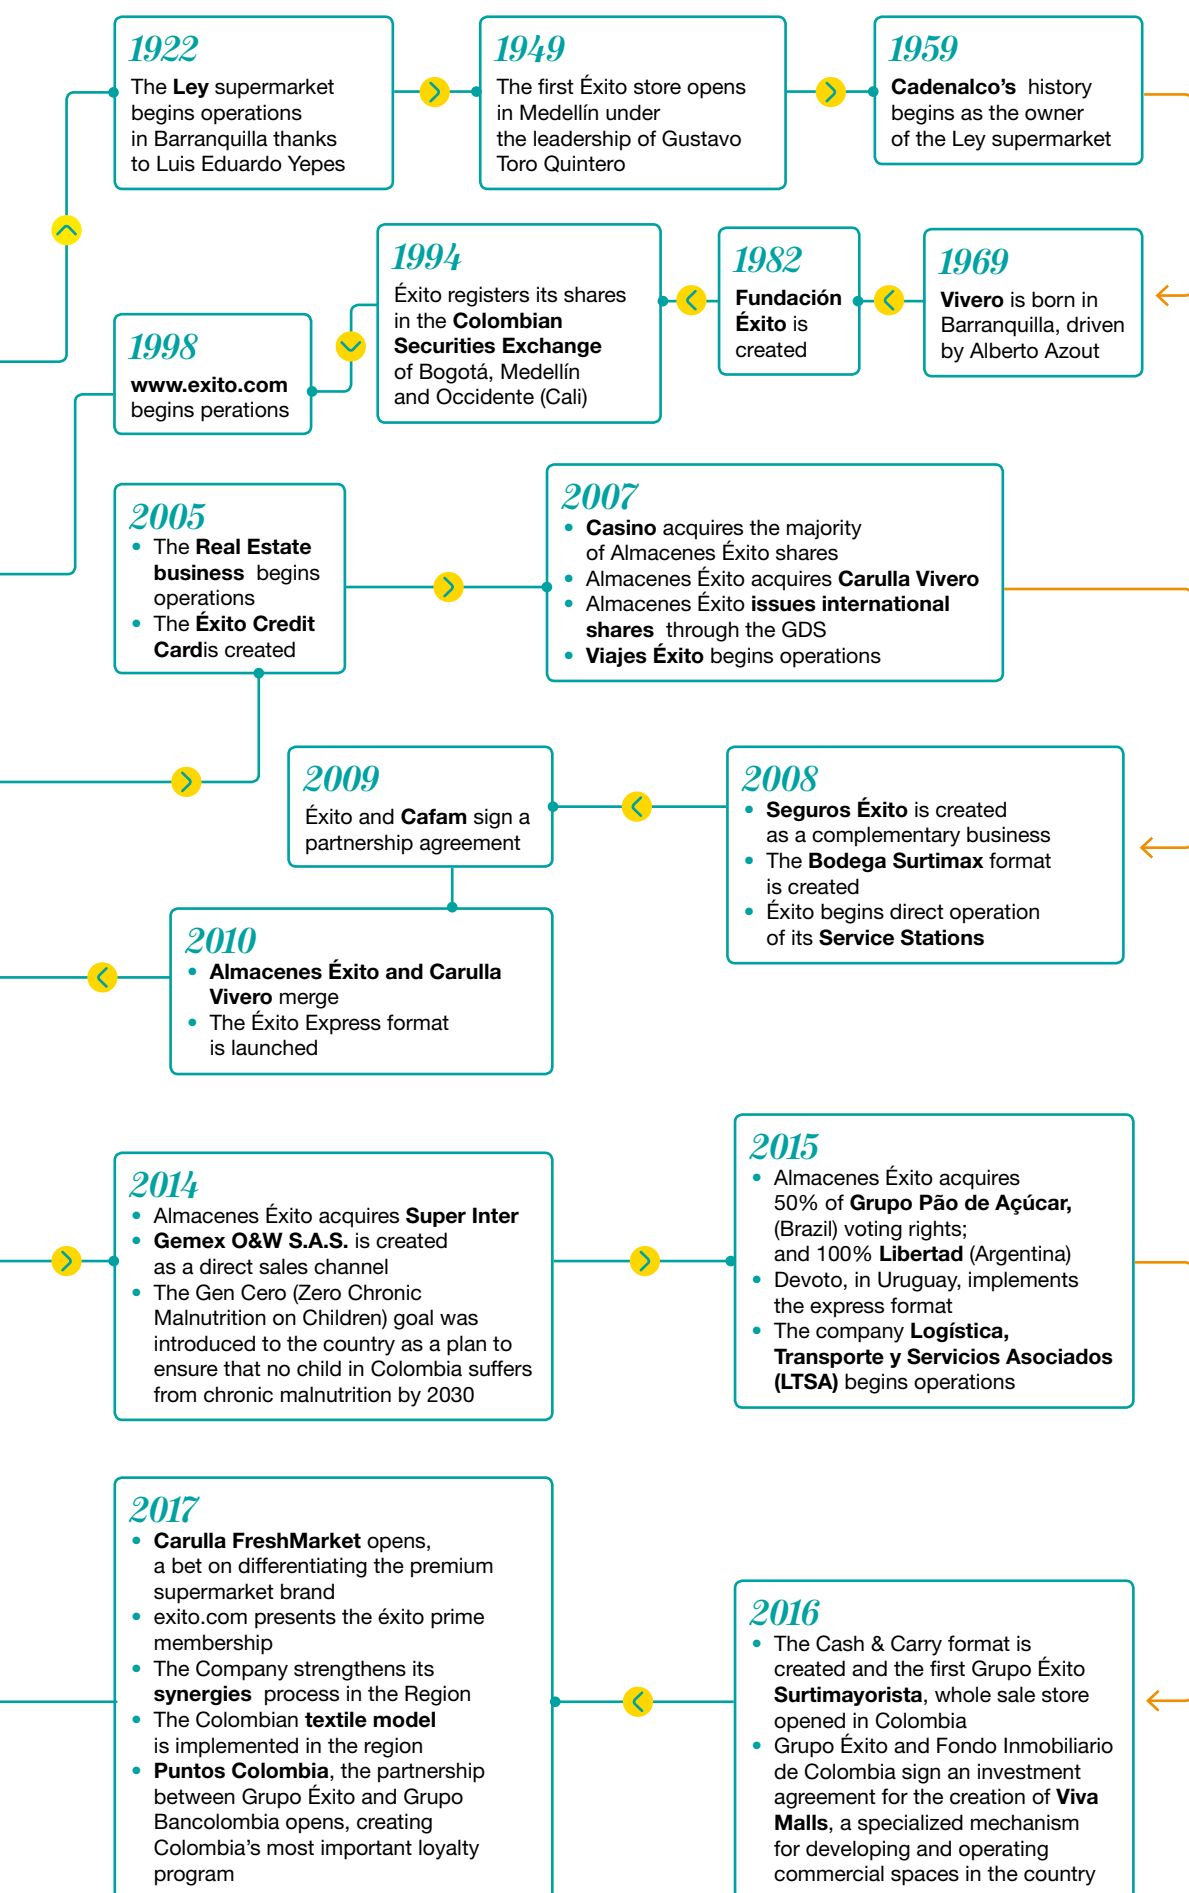 1922
The Ley supermarket
begins operations
in Barranquilla thanks
to Luis Eduardo Yepes
1949
The first Éxito store opens
in Medellín under
the leadership of Gustavo
Toro Quintero
1959
Cadenalco's history
begins as the owner
of the Ley supermarket
1969
Vivero is born in
Barranquilla, driven
by Alberto Azout
1982
Fundación
Éxito is
created
1994
Éxito registers its shares
in the Colombian
Securities Exchange
of Bogotá, Medellín
and Occidente (Cali)
1998
www.exito.com
begins perations
2005
• The Real Estate
business begins
operations
• The Éxito Credit
Cardis created
2007
• Casino acquires the majority
of Almacenes Éxito shares
• Almacenes Éxito acquires Carulla Vivero
• Almacenes Éxito issues international
shares through the GDS
• Viajes Éxito begins operations
2008
• Seguros Éxito is created
as a complementary business
• The Bodega Surtimax format
is created
• Éxito begins direct operation
of its Service Stations
2009
Éxito and Cafam sign a
partnership agreement
2010
• Almacenes Éxito and Carulla
Vivero merge
• The Éxito Express format
is launched
2014
• Almacenes Éxito acquires Super Inter
• Gemex O&W S.A.S. is created
as a direct sales channel
• The Gen Cero (Zero Chronic
Malnutrition on Children) goal was
introduced to the country as a plan to
ensure that no child in Colombia suffers
from chronic malnutrition by 2030
2015
• Almacenes Éxito acquires
50% of Grupo Pão de Açúcar,
(Brazil) voting rights;
and 100% Libertad (Argentina)
• Devoto, in Uruguay, implements
the express format
• The company Logística,
Transporte y Servicios Asociados
(LTSA) begins operations
2016
• The Cash & Carry format is
created and the first Grupo Éxito
Surtimayorista, whole sale store
opened in Colombia
• Grupo Éxito and Fondo Inmobiliario
de Colombia sign an investment
agreement for the creation of Viva
Malls, a specialized mechanism
for developing and operating
commercial spaces in the country
2017
• Carulla FreshMarket opens,
a bet on differentiating the premium
supermarket brand
• exito.com presents the éxito prime
membership
• The Company strengthens its
synergies process in the Region
• The Colombian textile model
is implemented in the region
• Puntos Colombia, the partnership
between Grupo Éxito and Grupo
Bancolombia opens, creating
Colombia's most important loyalty
program